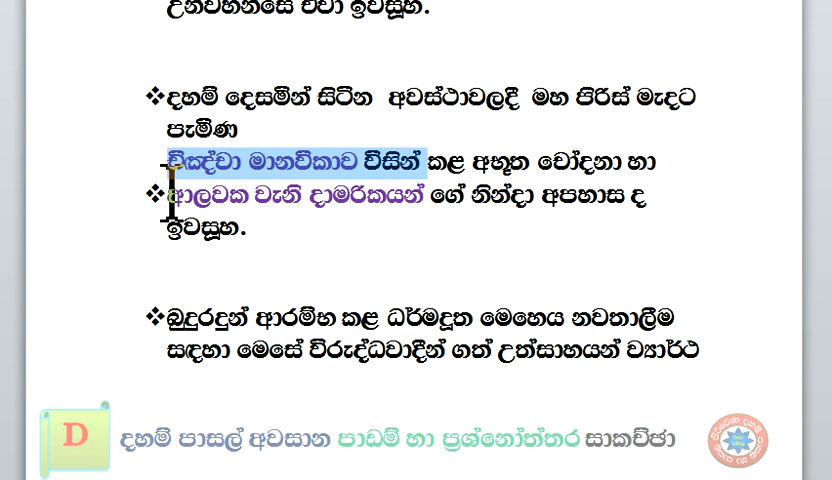 උන්වහන්සේ ඒවා ඉවසූහ.
❖දහම් දෙසමින් සිටින අවස්ථාවලදී මහ පිරිස් මැදට
පැමිණ
චිඤ්චා මානවිකාව විසින් කළ අභූත චෝදනා හා
❖ආලවක වැනි දාමරිකයන් ගේ නින්දා අපහාස ද
ඉවසූහ.
❖බුදුරදුන් ආරම්භ කළ ධර්මදූත මෙහෙය නවතාලීම
සඳහා මෙසේ විරුද්ධවාදීන් ගත් උත්සාහයන් ව්‍යාර්ථ
D දහම් පාසල් අවසාන පාඩම් හා ප්‍රශ්නෝත්තර සාකච්ඡා